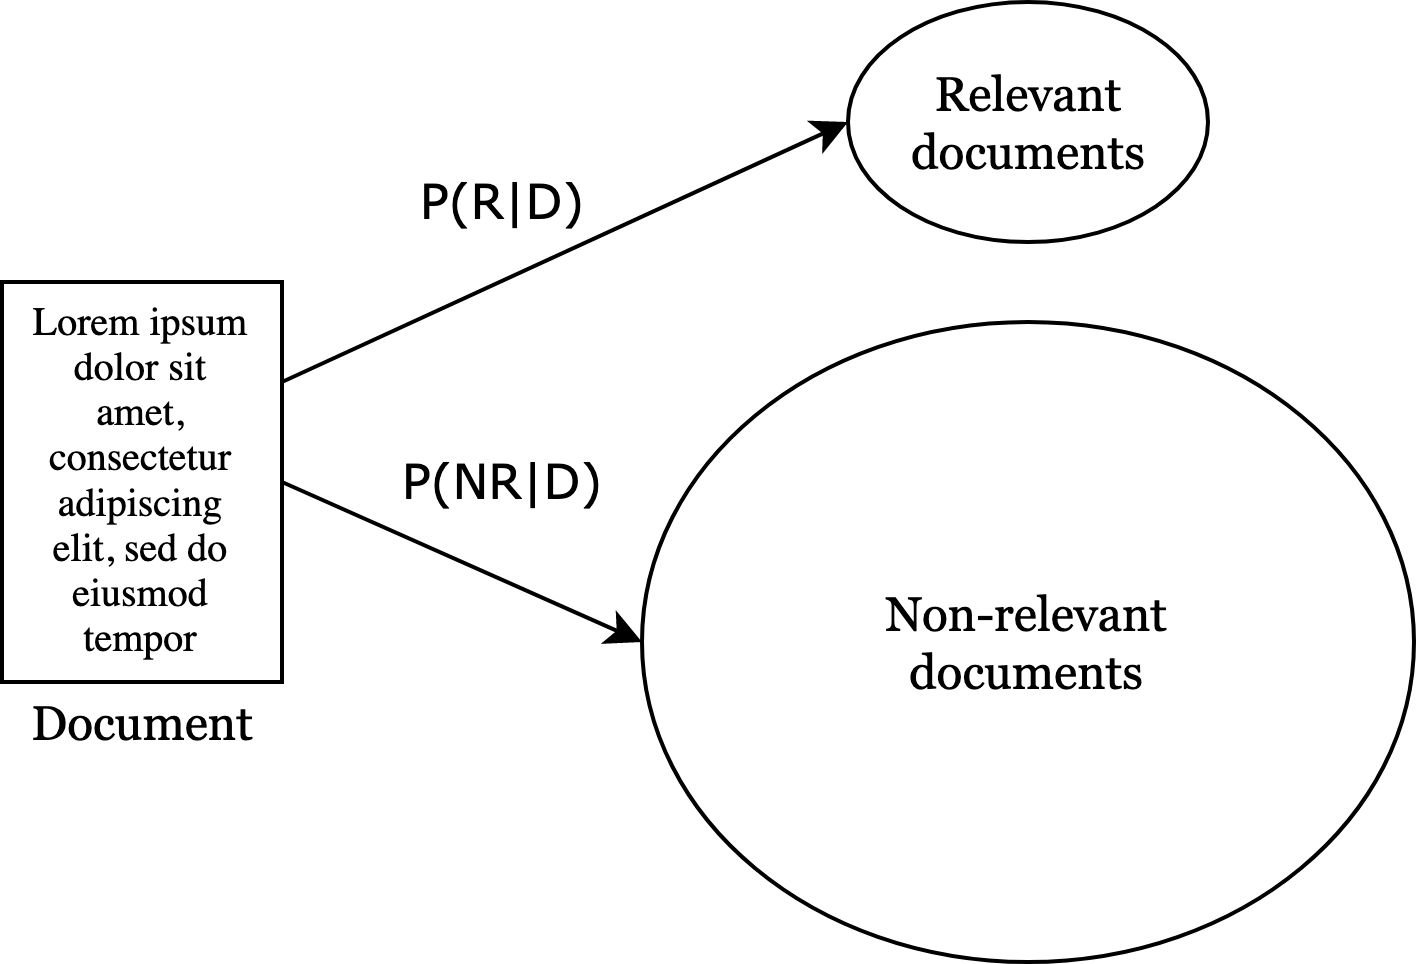 Relevant
documents
P(R|D)
Lorem ipsum
dolor sit
amet,
consectetur
adipiscing
elit, sed do
eiusmod
tempor
Document
P(NR|D)
Non-relevant
documents